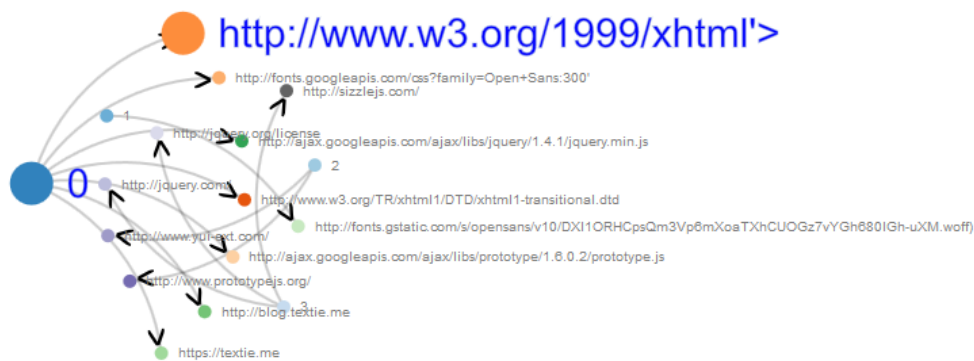 http://www.w3.org/1999/xhtml'>
http://fonts.googleapis.com/css?family=Open+Sans:300'
http://sizzlejs.com/
1
http://jquery.org/license
http://ajax.googleapis.com/ajax/libs/jquery/1.4.1/jquery.min.js
2
0
http://jquery.com/
http://www.w3.org/TR/xhtml1/DTD/xhtml1-transitional.dtd
http://fonts.gstatic.com/s/opensans/v10/DXI1ORHCpsQm3Vp6mXoaTXhCUOGz7vYGh680lGh-uXM.woff)
http://www.yui-ext.com/
http://ajax.googleapis.com/ajax/libs/prototype/1.6.0.2/prototype.js
http://www.prototypejs.org/
3
http://blog.textie.me
https://textie.me